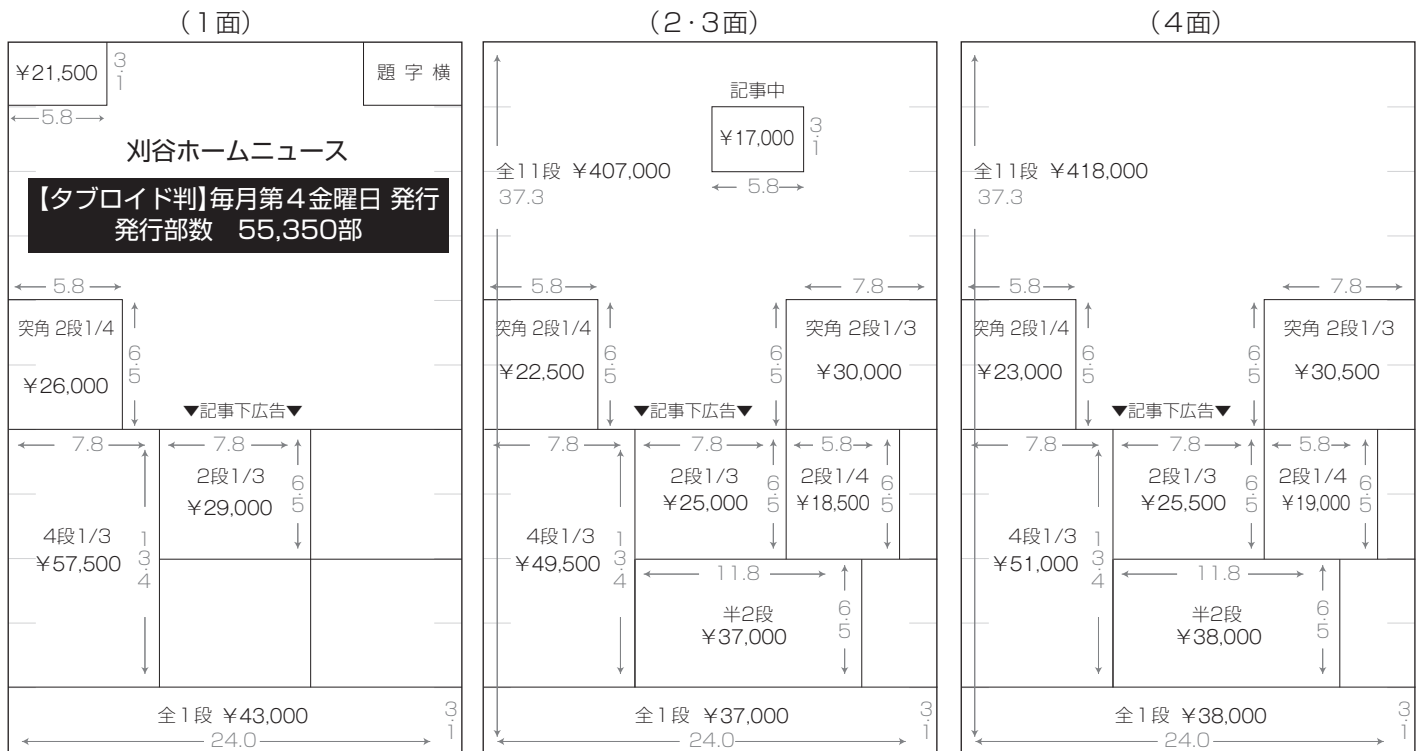 (1面)
¥21,500
3.1
題字横
5.8
刈谷ホームニュース
【タブロイド判】毎月第4金曜日 発行
発行部数 55,350部
5.8
突角 2段1/4
¥26,000
6.5
▼記事下広告▼
7.8
4段1/3
¥57,500
13.4
7.8
2段1/3
¥29,000
6.5
全1段 ¥43,000
3.1
24.0
(2・3面)
記事中
¥17,000
3.1
5.8
全11段 ¥407,000
37.3
5.8
突角 2段1/4
¥22,500
6.5
7.8
突角 2段1/3
¥30,000
6.5
▼記事下広告▼
7.8
4段1/3
¥49,500
13.4
7.8
2段1/3
¥25,000
6.5
5.8
2段1/4
¥18,500
6.5
11.8
半2段
¥37,000
6.5
全1段 ¥37,000
3.1
24.0
(4面)
全11段 ¥418,000
37.3
5.8
突角 2段1/4
¥23,000
6.5
7.8
突角 2段1/3
¥30,500
6.5
▼記事下広告▼
7.8
4段1/3
¥51,000
13.4
7.8
2段1/3
¥25,500
6.5
5.8
2段1/4
¥19,000
6.5
11.8
半2段
¥38,000
6.5
全1段 ¥38,000
3.1
24.0